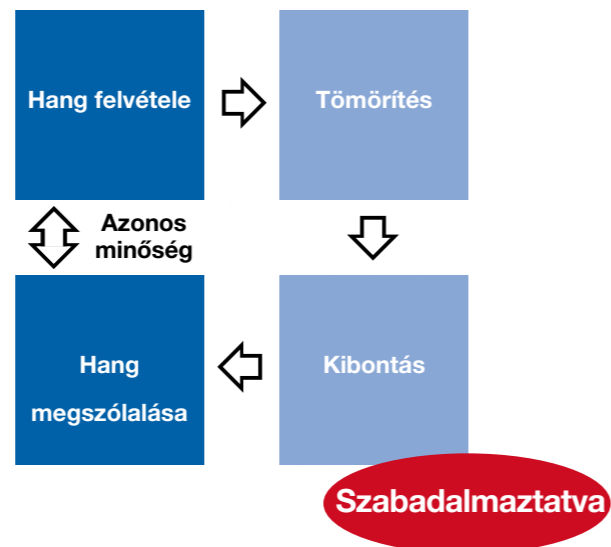 Hang felvétele
Tömörítés
Azonos
minőség
Hang
megszólalása
Kibontás
Szabadalmaztatva